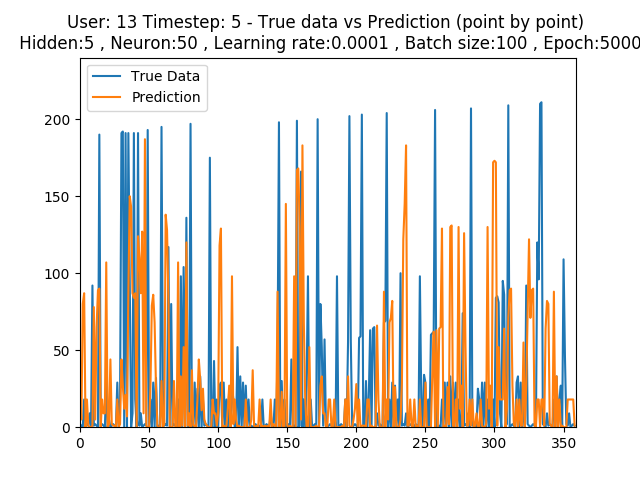 User: 13 Timestep: 5 - True data vs Prediction (point by point)
Hidden:5 , Neuron:50 , Learning rate:0.0001 , Batch size:100 , Epoch:5000
True Data
Prediction
200
150
100
50
0
0 50 100 150 200 250 300 350